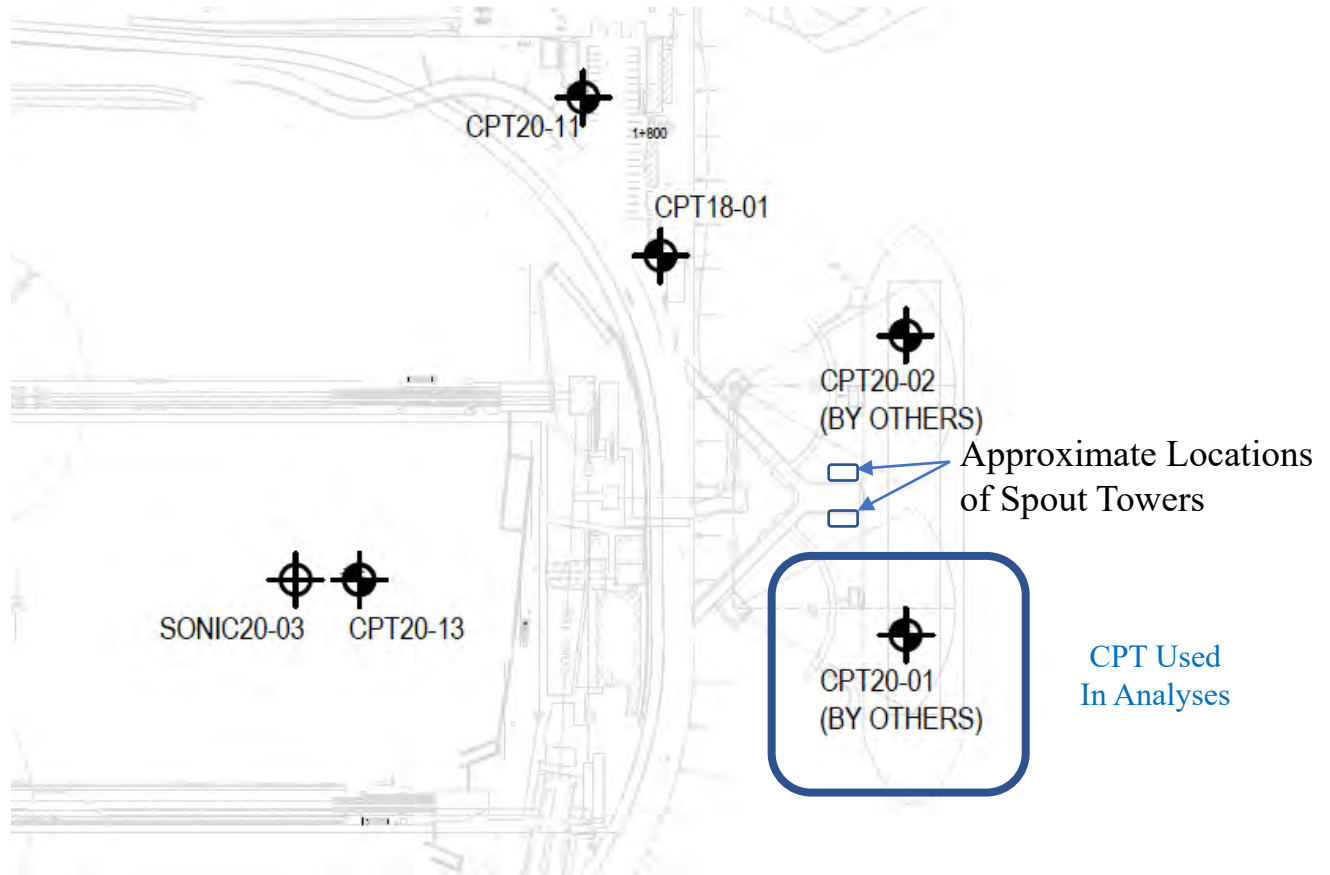 CPT20-11
1+800
CPT18-01
CPT20-02
(BY OTHERS)
Approximate Locations
of Spout Towers
SONIC20-03
CPT20-13
CPT20-01
(BY OTHERS)
CPT Used
In Analyses